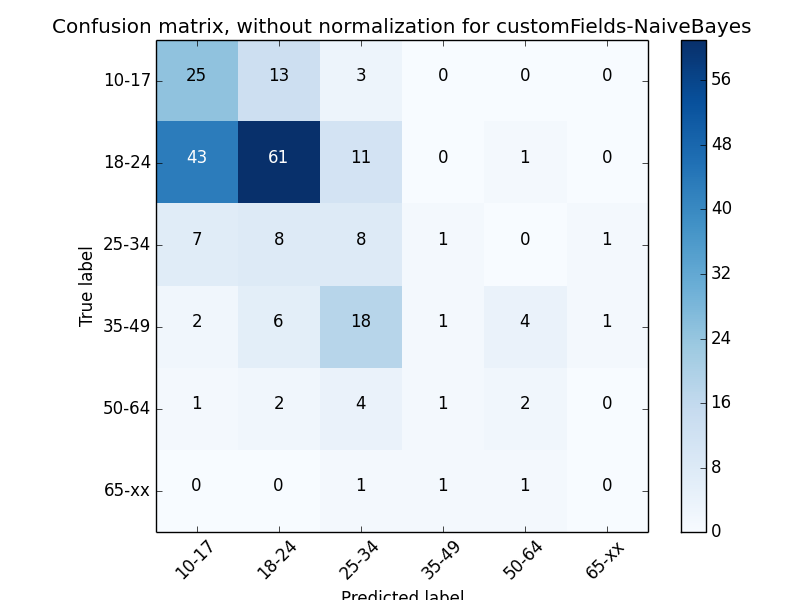 Confusion matrix, without normalization for customFields-NaiveBayes
10-17 25 13 3 0 0 0
18-24 43 61 11 0 1 0
25-34 7 8 8 1 0 1
35-49 2 6 18 1 4 1
50-64 1 2 4 1 2 0
65-xx 0 0 1 1 1 0
True label
10-17 18-24 25-34 35-49 50-64 65-xx
Predicted label
56
48
40
32
24
16
8
0